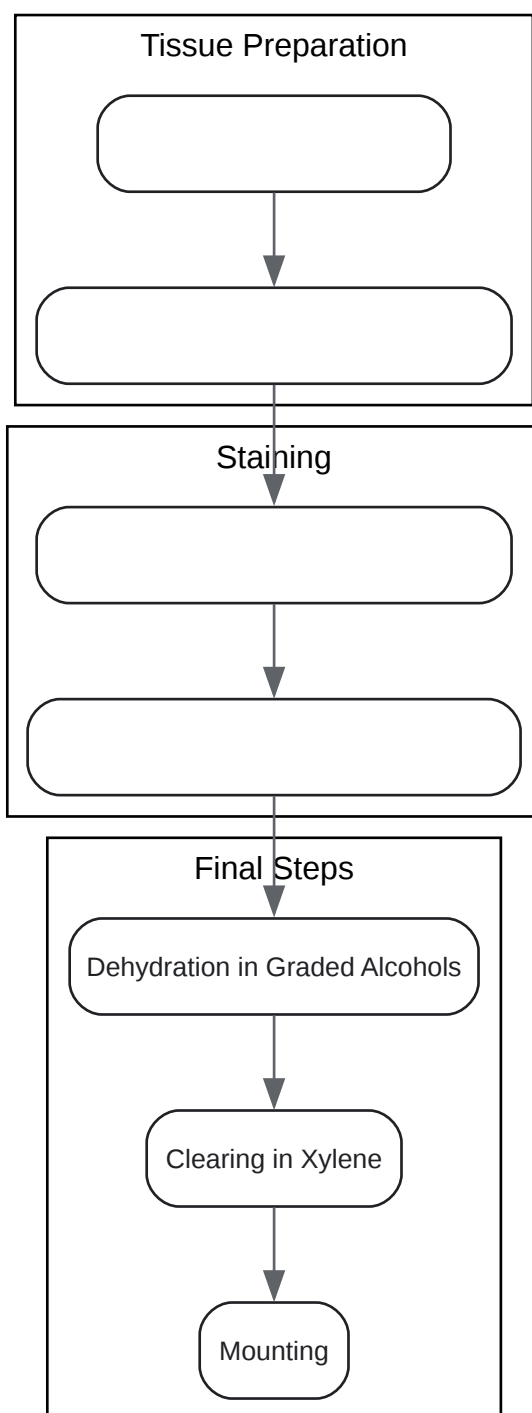 Tissue Preparation
Staining
Final Steps
Dehydration in Graded Alcohols
Clearing in Xylene
Mounting